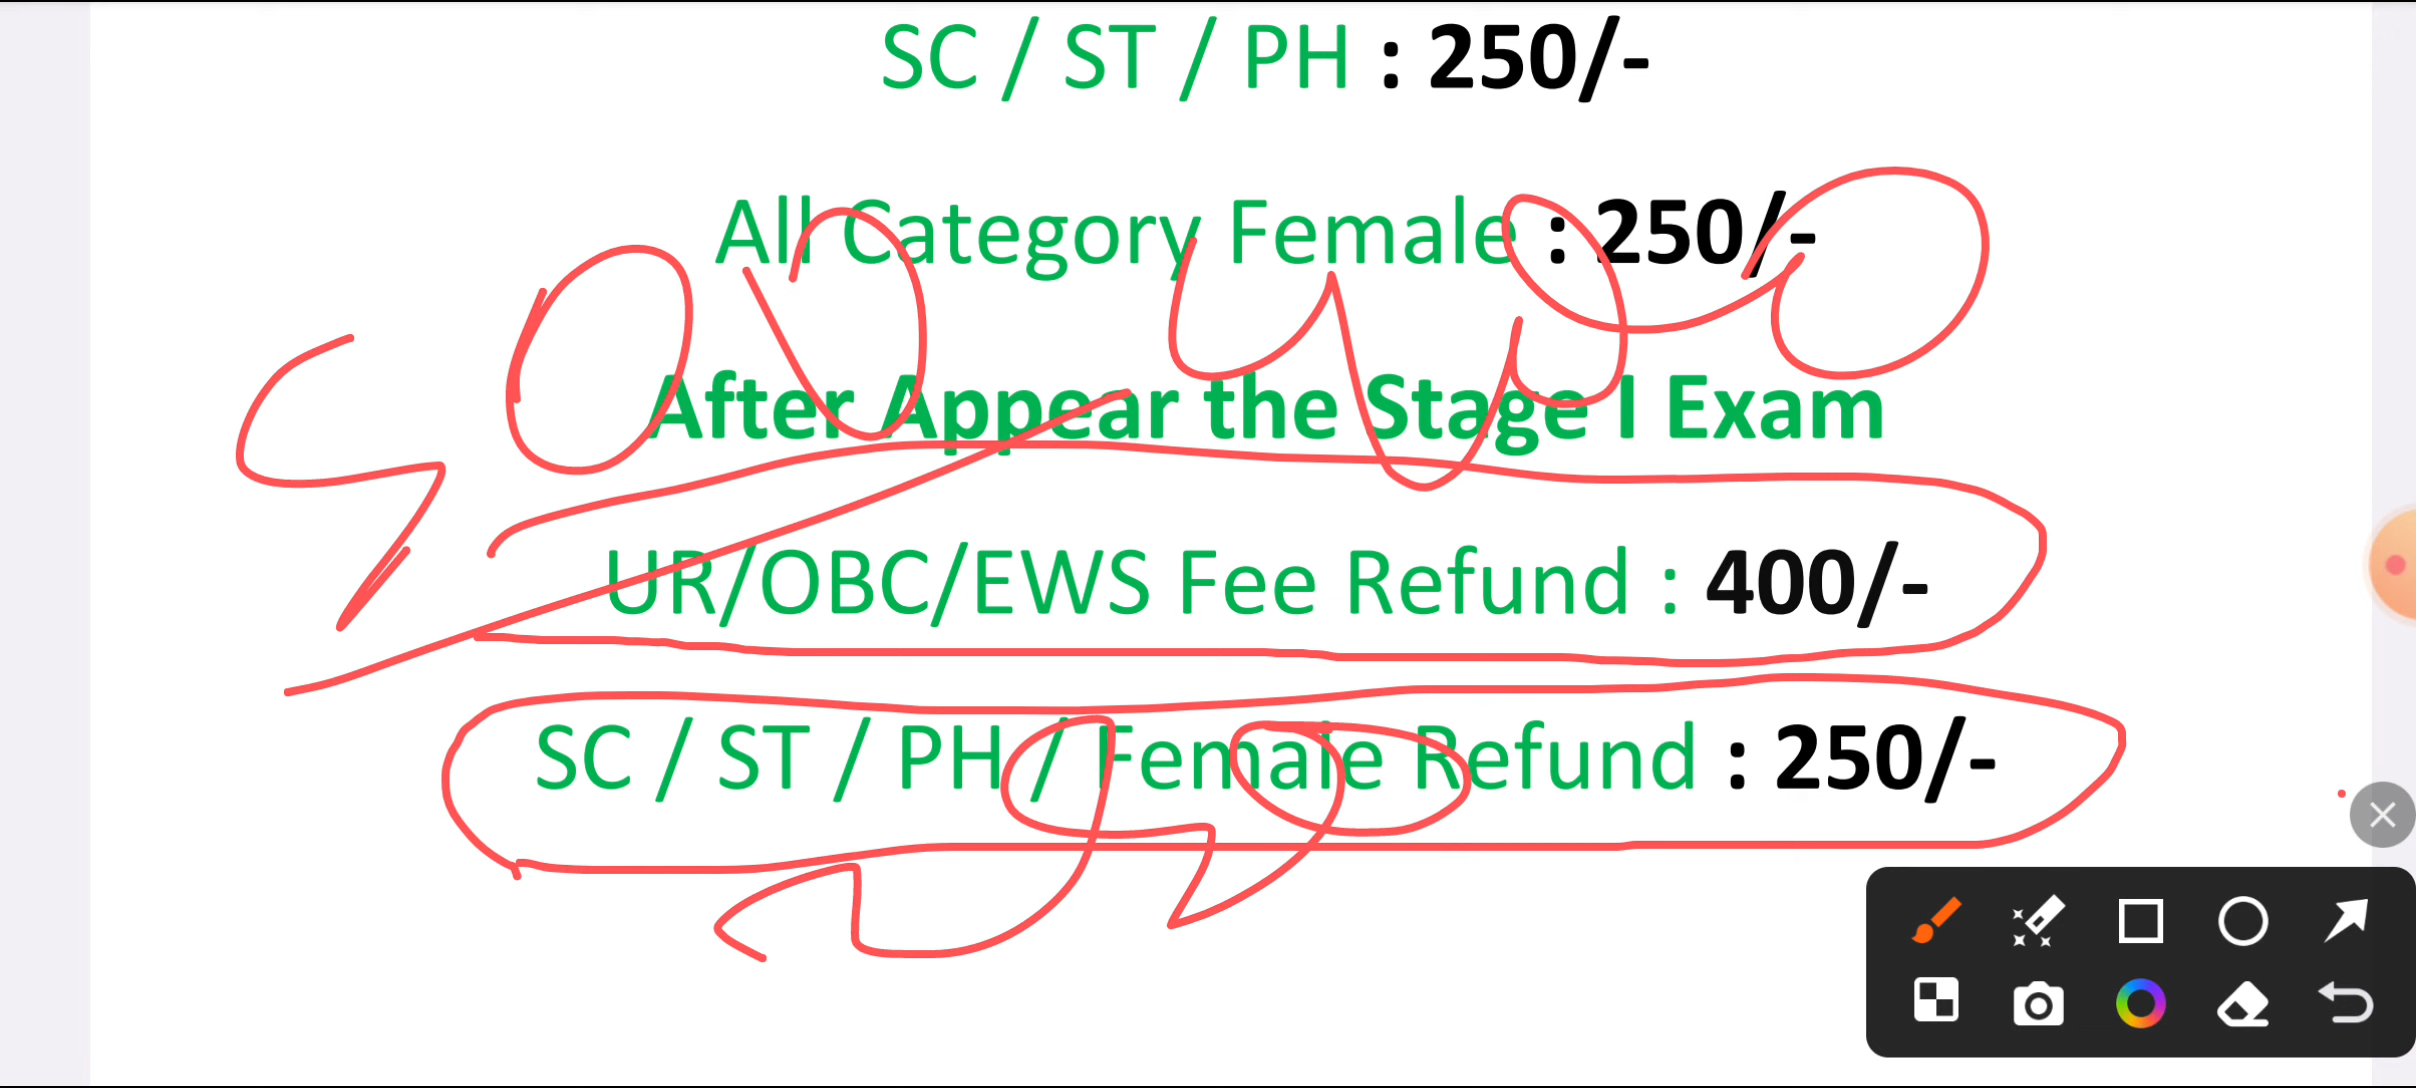 SC / ST / PH : 250/-
All Category Female : 250/-
After Appear the Stage I Exam
UR/OBC/EWS Fee Refund : 400/-
SC / ST / PH / Female Refund : 250/-